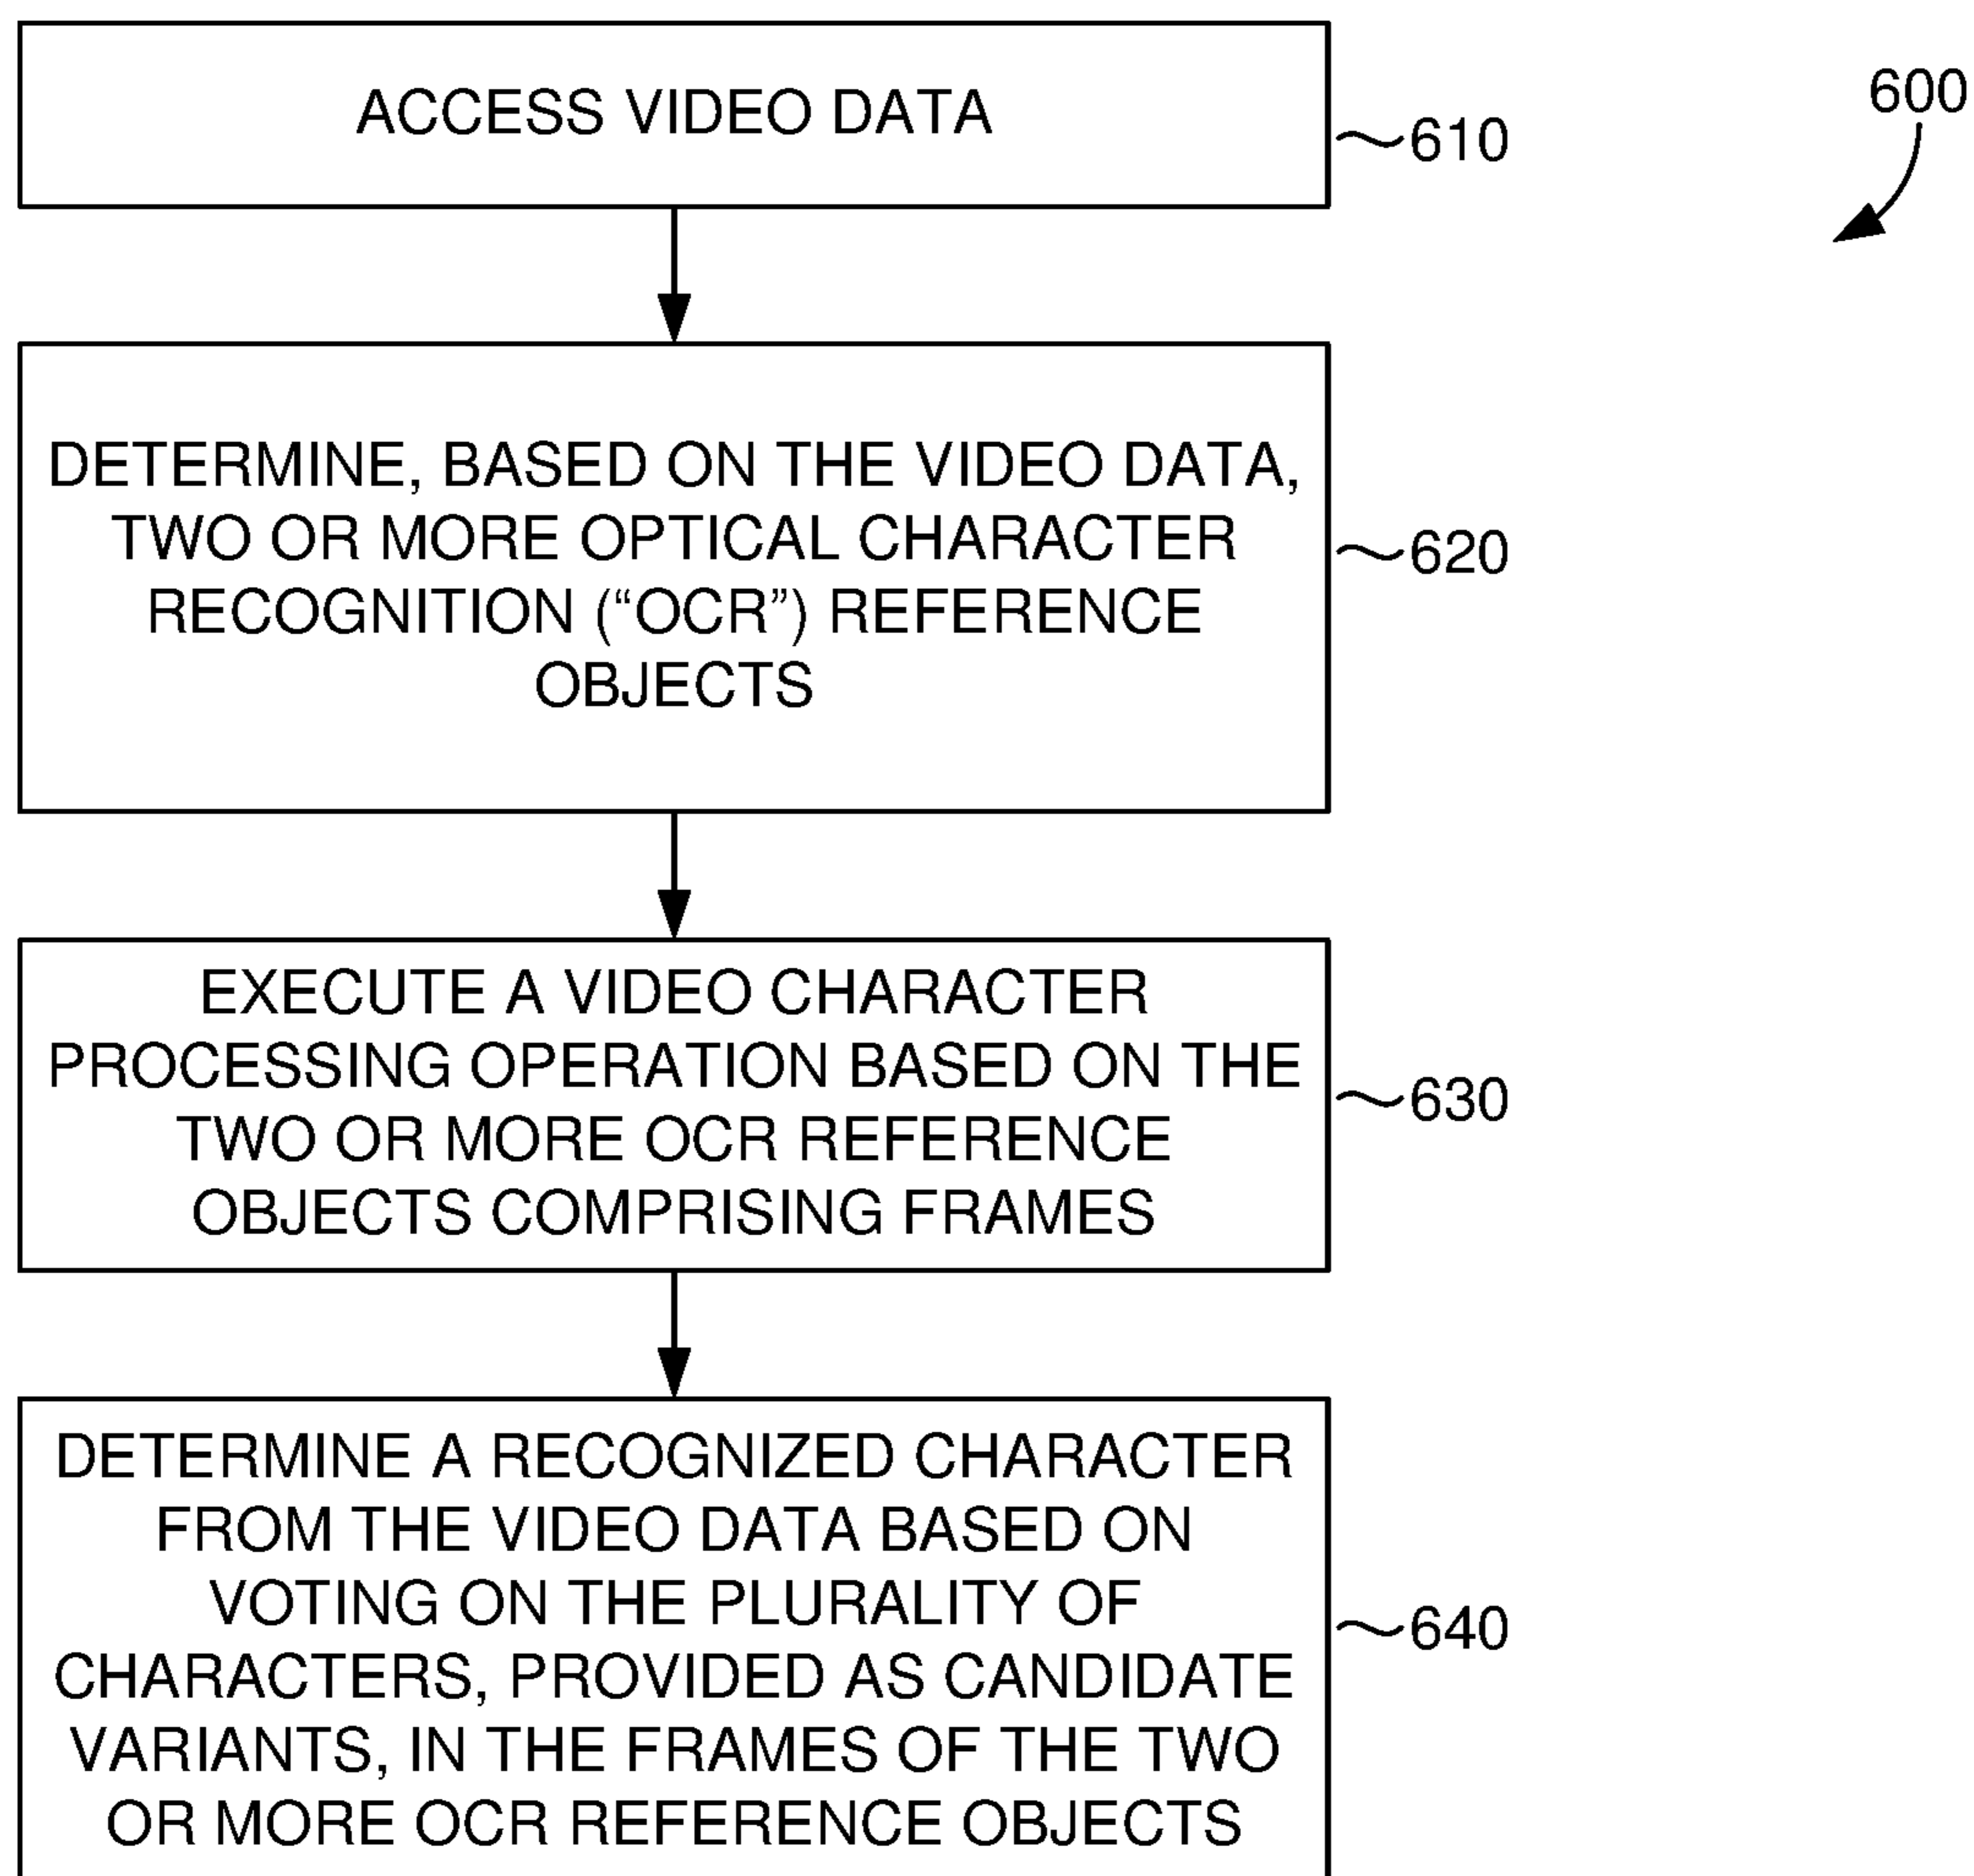 600
ACCESS VIDEO DATA
610
DETERMINE, BASED ON THE VIDEO DATA,
TWO OR MORE OPTICAL CHARACTER
RECOGNITION (“OCR”) REFERENCE
OBJECTS
620
EXECUTE A VIDEO CHARACTER
PROCESSING OPERATION BASED ON THE
TWO OR MORE OCR REFERENCE
OBJECTS COMPRISING FRAMES
630
DETERMINE A RECOGNIZED CHARACTER
FROM THE VIDEO DATA BASED ON
VOTING ON THE PLURALITY OF
CHARACTERS, PROVIDED AS CANDIDATE
VARIANTS, IN THE FRAMES OF THE TWO
OR MORE OCR REFERENCE OBJECTS
640